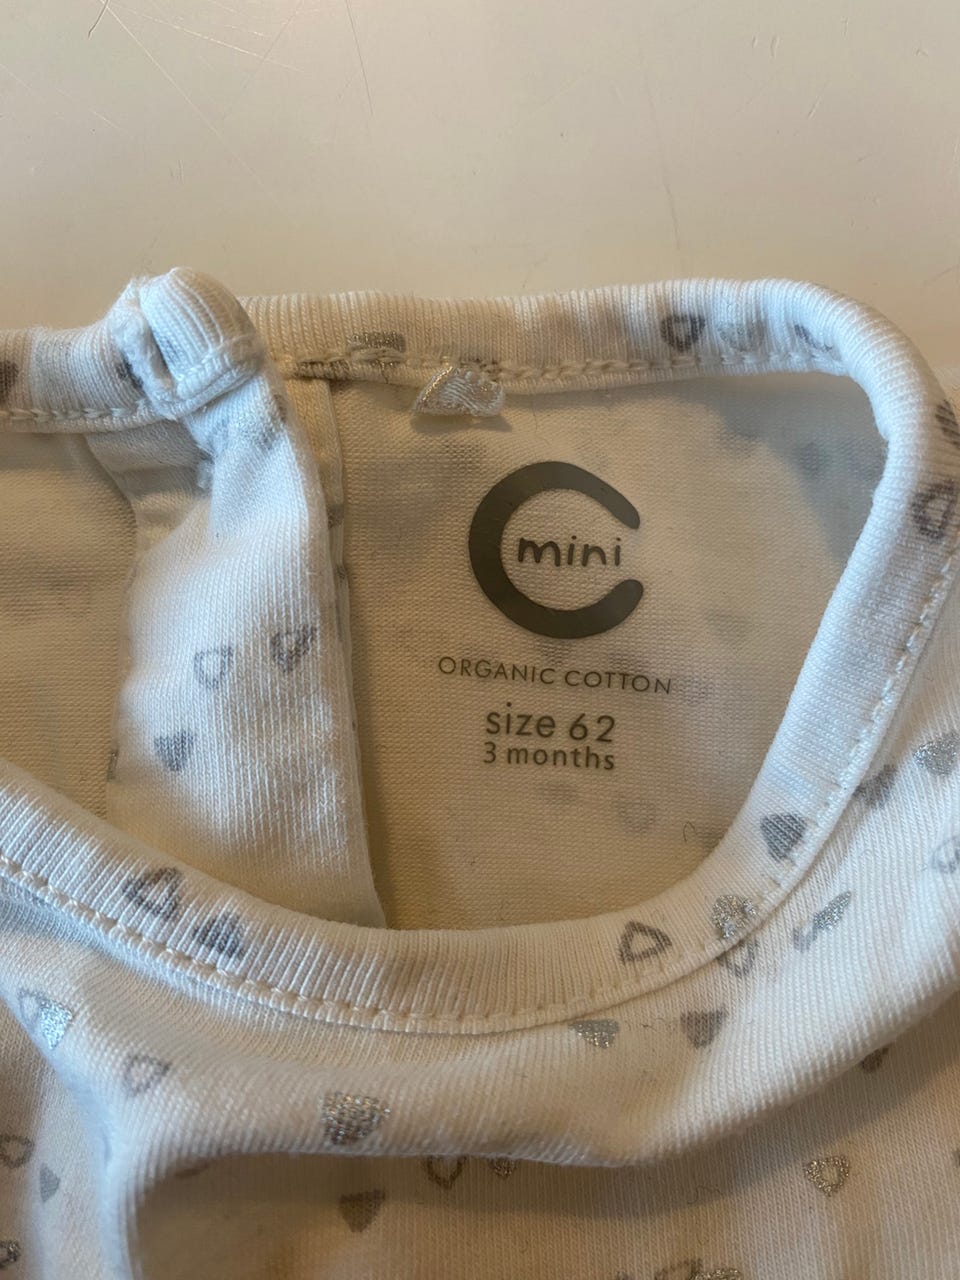 mini
ORGANIC COTTON
size 62
3 months